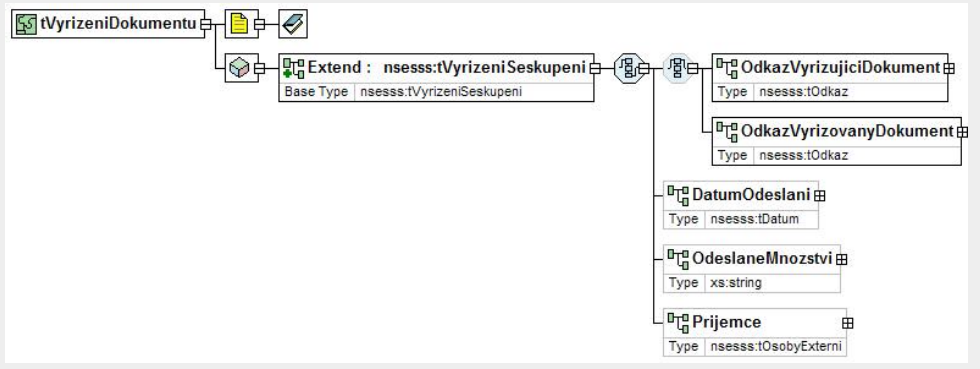 tVyrizeniDokumentu
Extend : nsesss:tVyrizeniSeskupeni
Base Type nsesss:tVyrizeniSeskupeni
OdkazVyrizujiciDokument
Type nsesss:tOdkaz
OdkazVyrizovanyDokument
Type nsesss:tOdkaz
DatumOdeslani
Type nsesss:tDatum
OdeslaneMnozstvi
Type xs:string
Prijemce
Type nsesss:tOsobyExterni